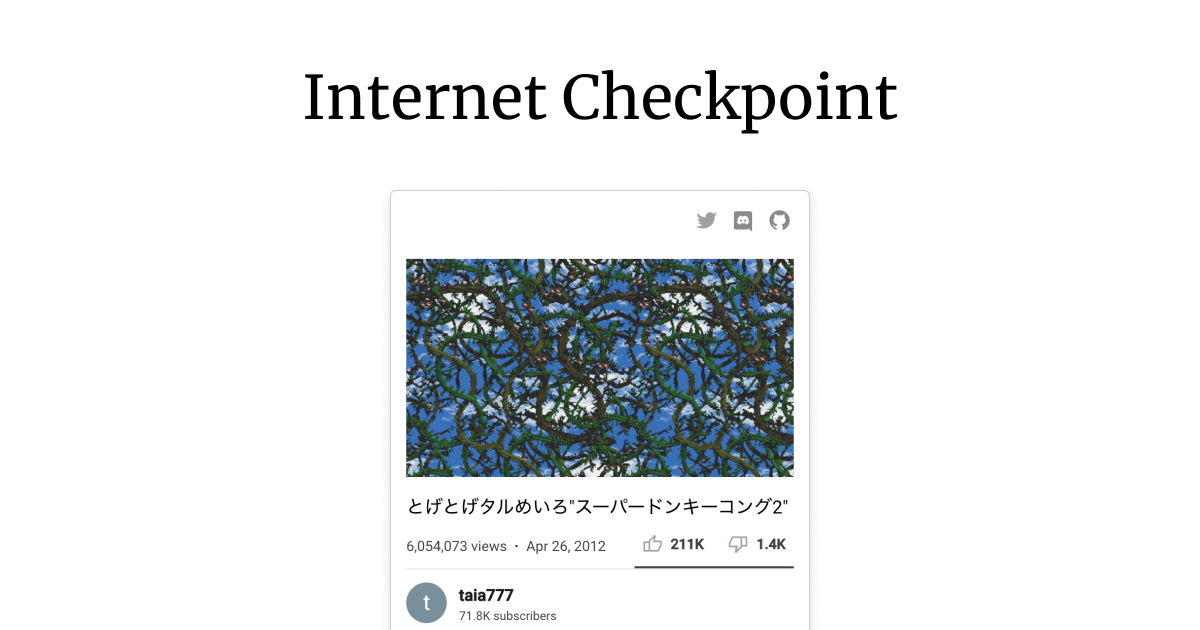 Internet Checkpoint
とげとげタルめいろ"スーパードンキーコング2"
6,054,073 views • Apr 26, 2012 211K 1.4K
t taia777
71.8K subscribers